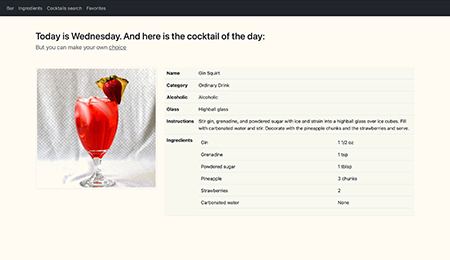 Bar Ingredients Cocktails search Favorites
Today is Wednesday. And here is the cocktail of the day:
But you can make your own choice
Name Gin Squirt
Category Ordinary Drink
Alcoholic Alcoholic
Glass Highball glass
Instructions Stir gin, grenadine, and powdered sugar with ice and strain into a highball glass over ice cubes. Fill
with carbonated water and stir. Decorate with the pineapple chunks and the strawberries and serve.
Ingredients
Gin 1 1/2 oz
Grenadine 1 tsp
Powdered sugar 1 tblsp
Pineapple 3 chunks
Strawberries 2
Carbonated water None